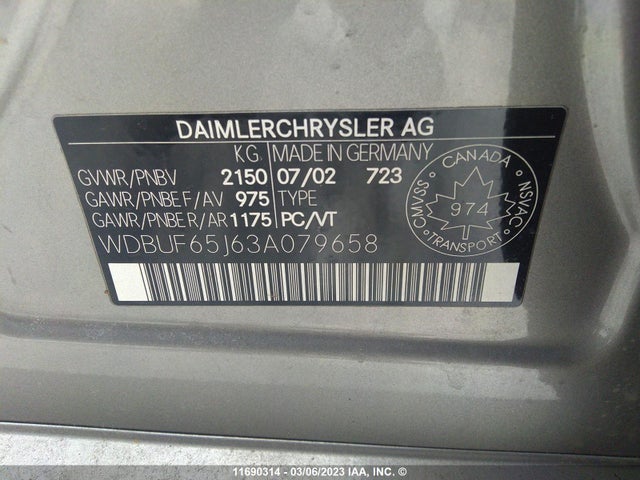 DAIMLERCHRYSLER AG
KG MADE IN GERMANY
GVWR/PNBV 2150 07/02 723
GAWR/PNBE F/AV 975 TYPE
GAWR/PNBE R/AR 1175 PC/VT
WDBUF65J63A079658
CANADA
CMVSS 974 NSVAC
TRANSPORT
11690314 - 03/06/2023 IAA, INC. ©